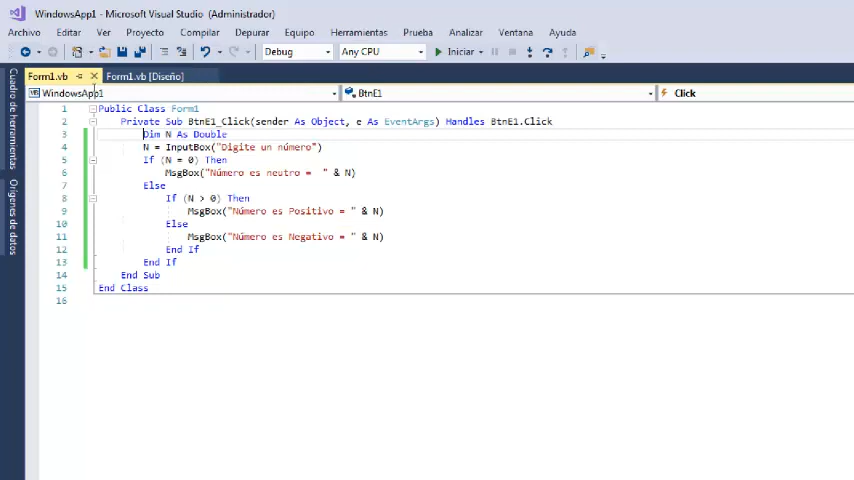 WindowsApp1 - Microsoft Visual Studio (Administrador)
Archivo Editar Ver Proyecto Compilar Depurar Equipo Herramientas Prueba Analizar Ventana Ayuda
Debug Any CPU Iniciar
Form1.vb Form1.vb [Diseño]
WindowsApp1 BtnE1 Click
Cuadro de herramientas
Orígenes de datos
1 Public Class Form1
2 Private Sub BtnE1_Click(sender As Object, e As EventArgs) Handles BtnE1.Click
3 Dim N As Double
4 N = InputBox("Digite un número")
5 If (N = 0) Then
6 MsgBox("Número es neutro =  " & N)
7 Else
8 If (N > 0) Then
9 MsgBox("Número es Positivo = " & N)
10 Else
11 MsgBox("Número es Negativo = " & N)
12 End If
13 End If
14 End Sub
15 End Class
16